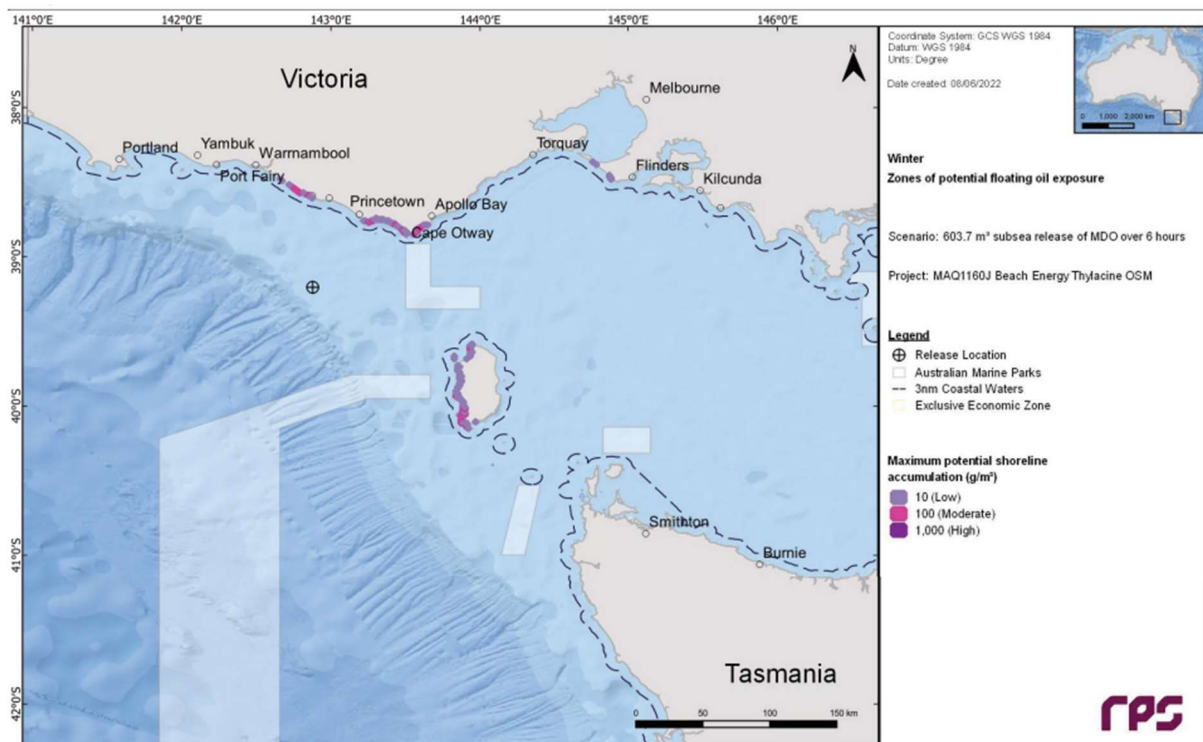 141°0'E 142°0'E 143°0'E 144°0'E 145°0'E 146°0'E
38°0'S
39°0'S
40°0'S
41°0'S
42°0'S
Victoria
Melbourne
Portland
Yambuk
Warrnambool
Port Fairy
Princetown
Apollo Bay
Cape Otway
Torquay
Flinders
Kilcunda
Smithton
Burnie
Tasmania
N
0 50 100 150 km
Coordinate System: GCS WGS 1984
Datum: WGS 1984
Units: Degree
Date created: 08/06/2022
0 1,000 2,000 km
Winter
Zones of potential floating oil exposure
Scenario: 603.7 m³ subsea release of MDO over 6 hours
Project: MAQ1160J Beach Energy Thylacine OSM
Legend
Release Location
Australian Marine Parks
3nm Coastal Waters
Exclusive Economic Zone
Maximum potential shoreline
accumulation (g/m²)
10 (Low)
100 (Moderate)
1,000 (High)
rps